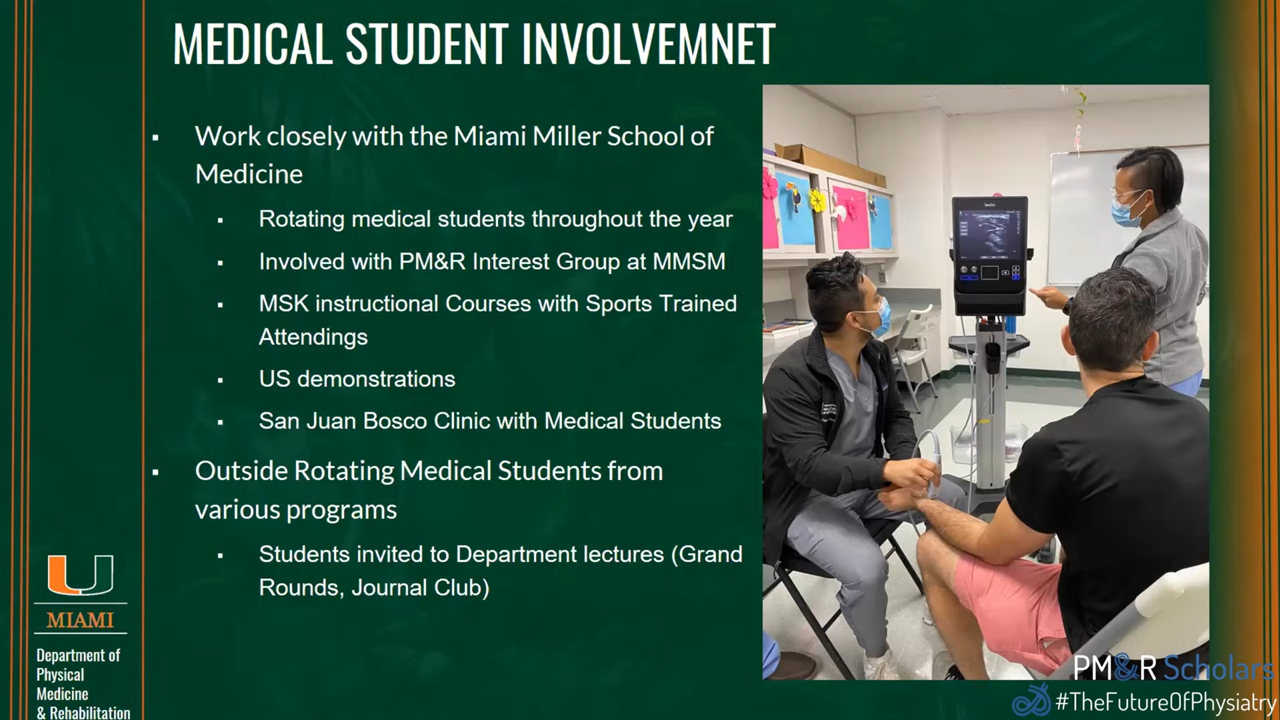 MEDICAL STUDENT INVOLVEMNET
Work closely with the Miami Miller School of
Medicine
Rotating medical students throughout the year
Involved with PM&R Interest Group at MMSM
MSK instructional Courses with Sports Trained
Attendings
US demonstrations
San Juan Bosco Clinic with Medical Students
Outside Rotating Medical Students from
various programs
Students invited to Department lectures (Grand
Rounds, Journal Club)
MIAMI
Department of
Physical
Medicine
& Rehabilitation
PM&R Scholars
#TheFutureOfPhysiatry